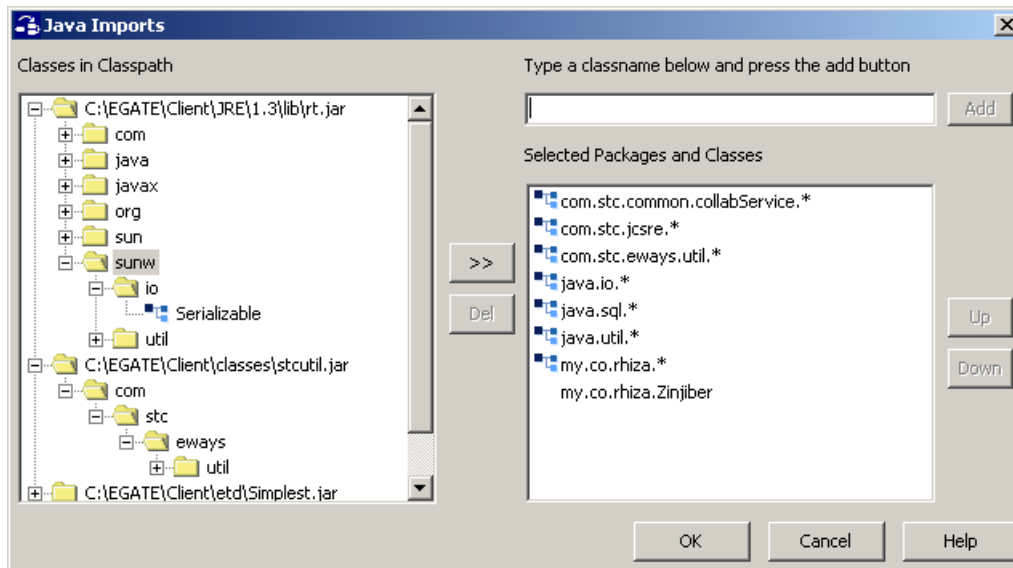 Java Imports
Classes in Classpath
C:\EGATE\Client\JRE\1.3\lib\rt.jar
com
java
javax
org
sun
sunw
io
Serializable
util
C:\EGATE\Client\classes\stcutil.jar
com
stc
eways
util
C:\EGATE\Client\etd\Simplest.jar
>>
Del
Type a classname below and press the add button
Add
Selected Packages and Classes
com.stc.common.collabService.*
com.stc.jcsre.*
com.stc.eways.util.*
java.io.*
java.sql.*
java.util.*
my.co.rhiza.*
my.co.rhiza.Zinjiber
Up
Down
OK
Cancel
Help